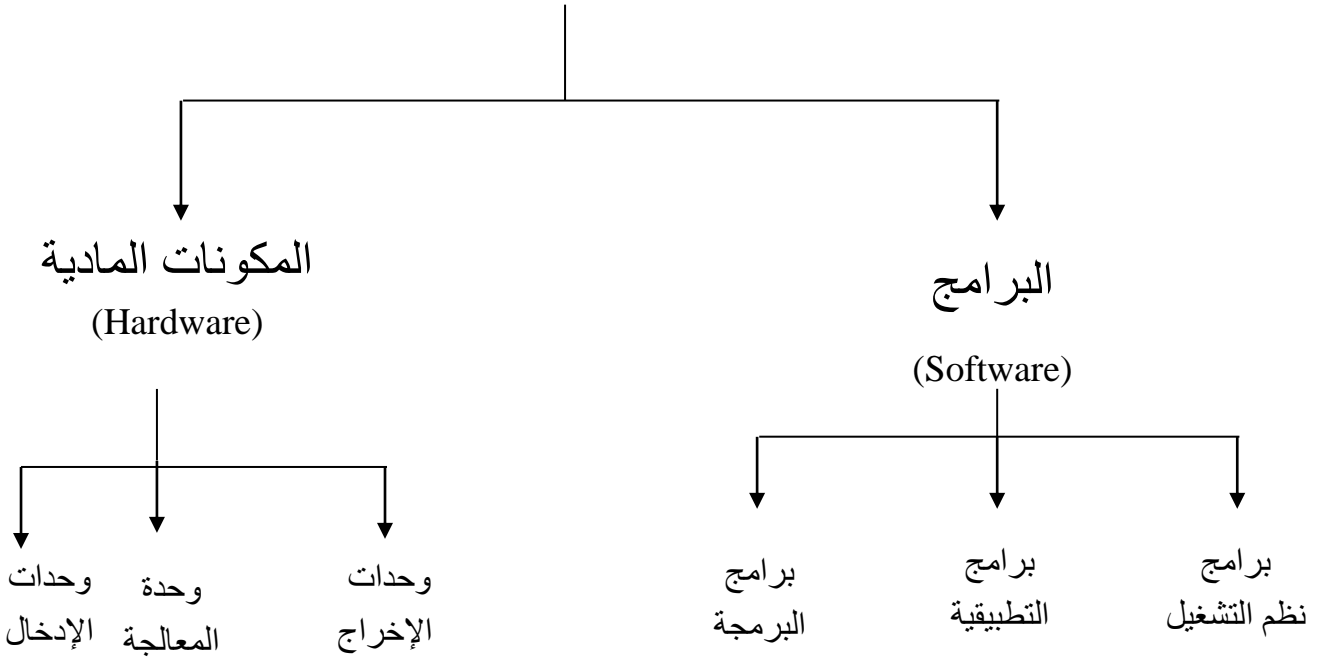 البرامج
(Software)
المكونات المادية
(Hardware)
برامج
نظم التشغيل
برامج
التطبيقية
برامج
البرمجة
وحدات
الإخراج
وحدة
المعالجة
وحدات
الإدخال